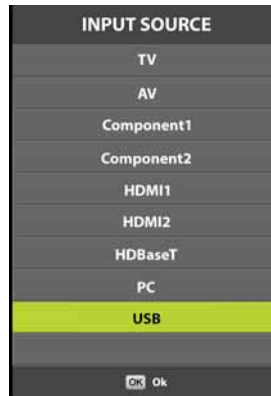 INPUT SOURCE
TV
AV
Component1
Component2
HDMI1
HDMI2
HDBaseT
PC
USB
OK Ok